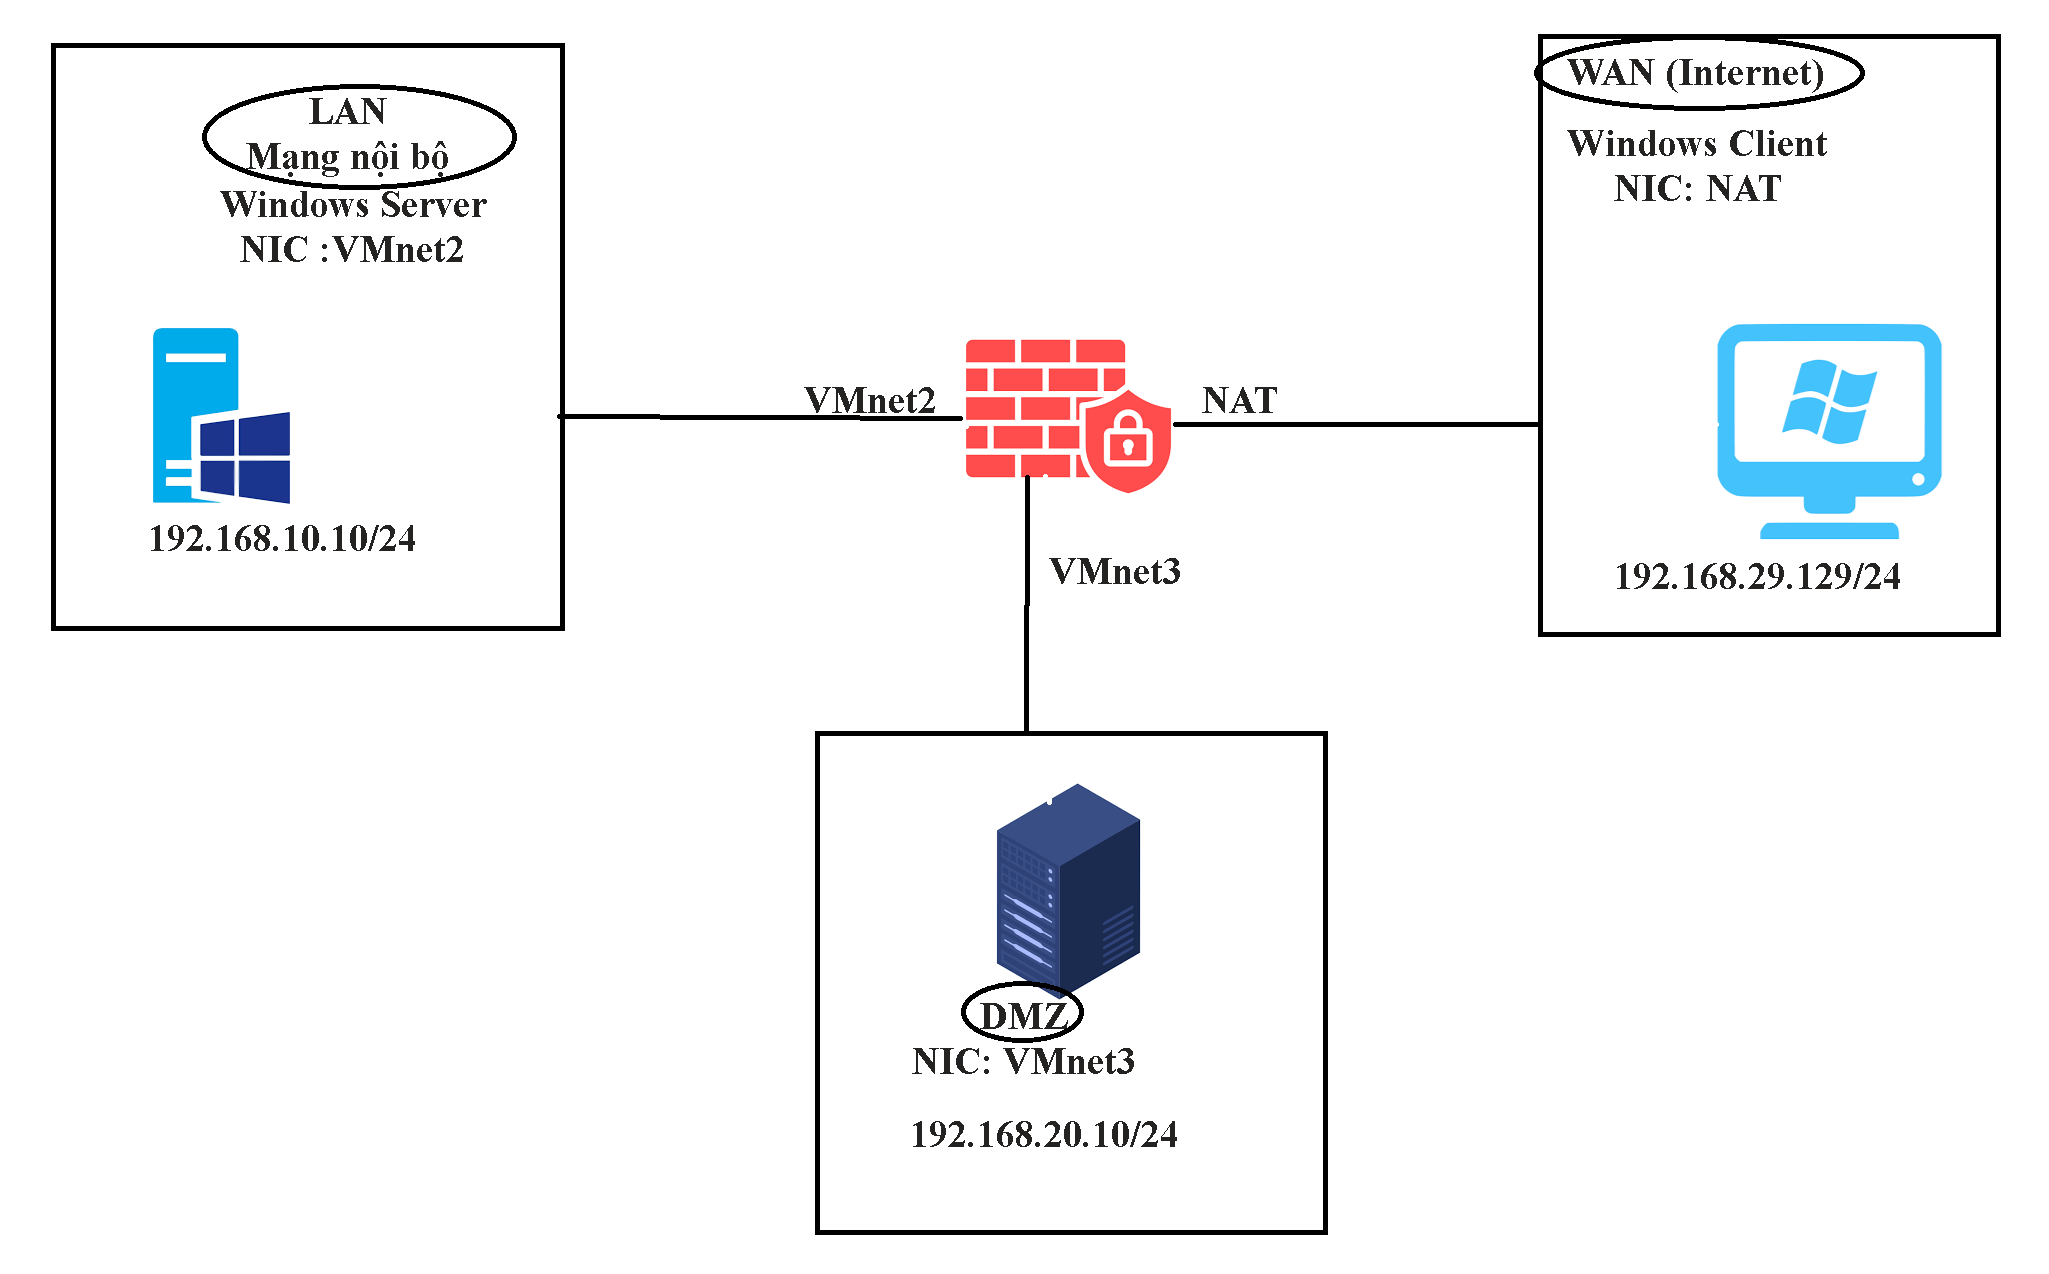 LAN
Mạng nội bộ
Windows Server
NIC :VMnet2
192.168.10.10/24
VMnet2
NAT
VMnet3
WAN (Internet)
Windows Client
NIC: NAT
192.168.29.129/24
DMZ
NIC: VMnet3
192.168.20.10/24